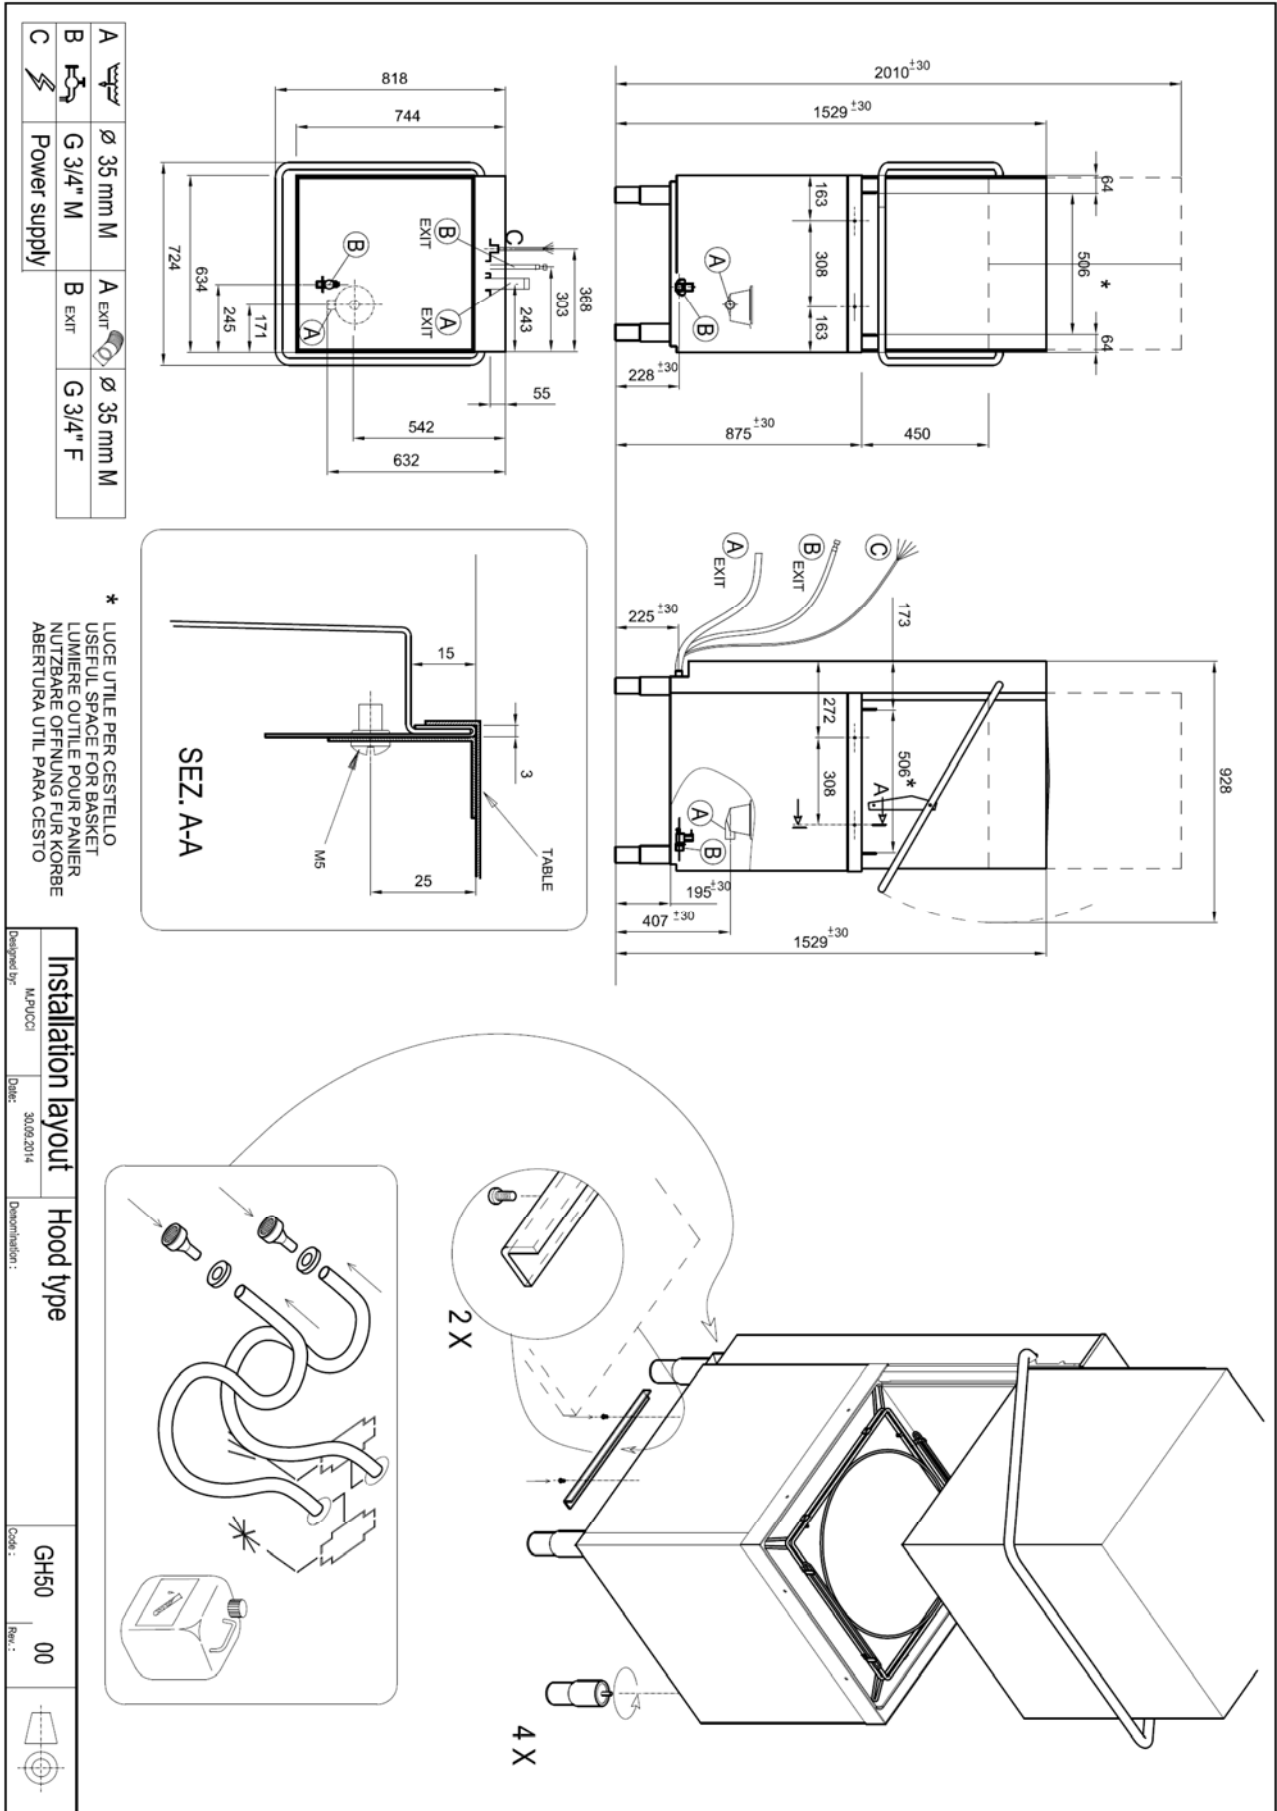 2010 ±30
1529 ±30
64
506
*
64
163
308
163
A
B
228 ±30
875 ±30
450
818
744
C
B
EXIT
A
EXIT
368
303
243
B
A
171
245
634
724
55
542
632
A
EXIT
B
EXIT
C
225 ±30
173
272
308
506*
A
928
A
B
195 ±30
407 ±30
1529 ±30
15
3
25
TABLE
M5
SEZ. A-A
A Ø 35 mm M A EXIT Ø 35 mm M
B G 3/4" M B EXIT G 3/4" F
C Power supply
* LUCE UTILE PER CESTELLO
USEFUL SPACE FOR BASKET
LUMIERE OUTILE POUR PANIER
NUTZBARE OFFNUNG FUR KORBE
ABERTURA UTIL PARA CESTO
2 X
4 X
Installation layout
Hood type
GH50
00
Designed by:
M.PUCCI
Date:
30.09.2014
Denomination :
Code :
Rev. :